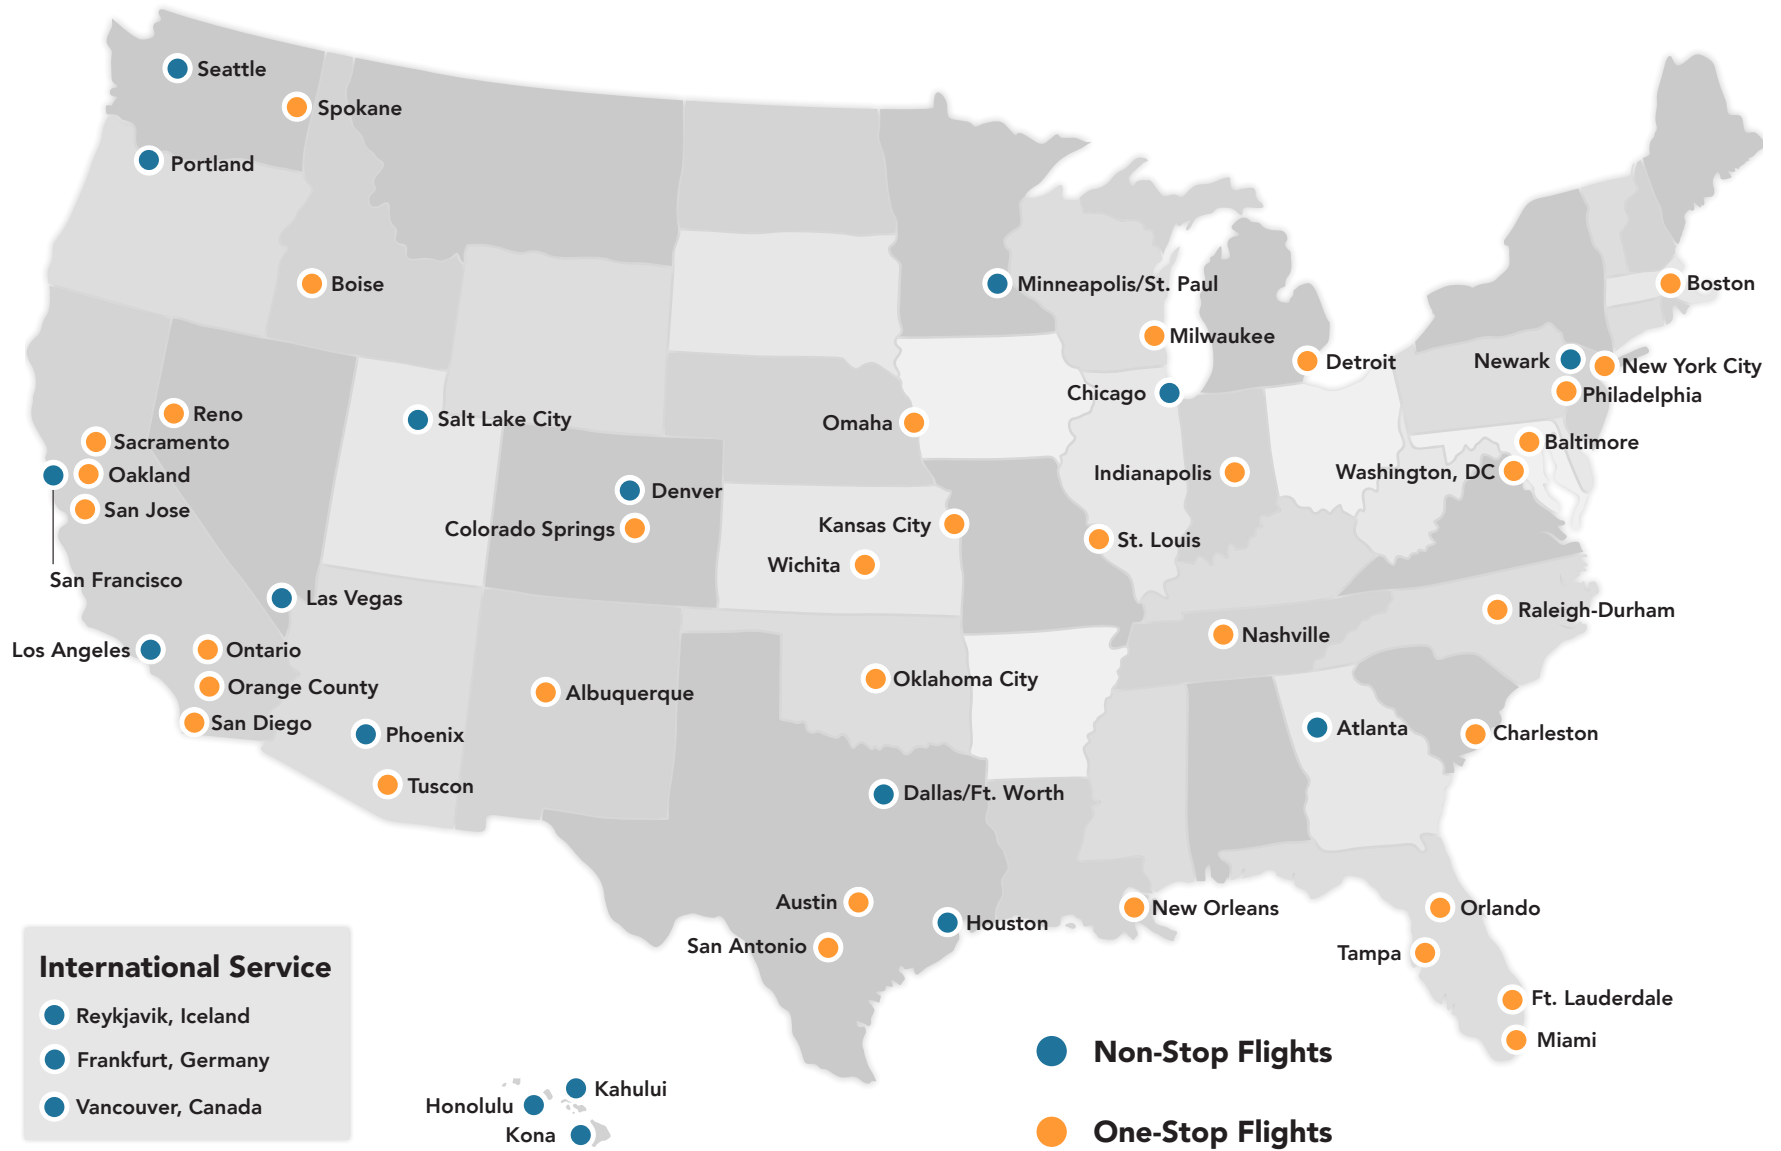 Seattle
Spokane
Portland
Boise
Minneapolis/St. Paul
Boston
Milwaukee
Detroit
Newark
New York City
Chicago
Philadelphia
Reno
Salt Lake City
Omaha
Sacramento
Baltimore
Oakland
Indianapolis
Washington, DC
Denver
San Jose
Colorado Springs
Kansas City
St. Louis
Wichita
San Francisco
Las Vegas
Raleigh-Durham
Nashville
Los Angeles
Ontario
Orange County
Albuquerque
Oklahoma City
San Diego
Phoenix
Atlanta
Charleston
Tuscon
Dallas/Ft. Worth
Austin
New Orleans
Orlando
Houston
San Antonio
Tampa
Ft. Lauderdale
Miami
International Service
Reykjavik, Iceland
Frankfurt, Germany
Vancouver, Canada
Kahului
Honolulu
Kona
Non-Stop Flights
One-Stop Flights